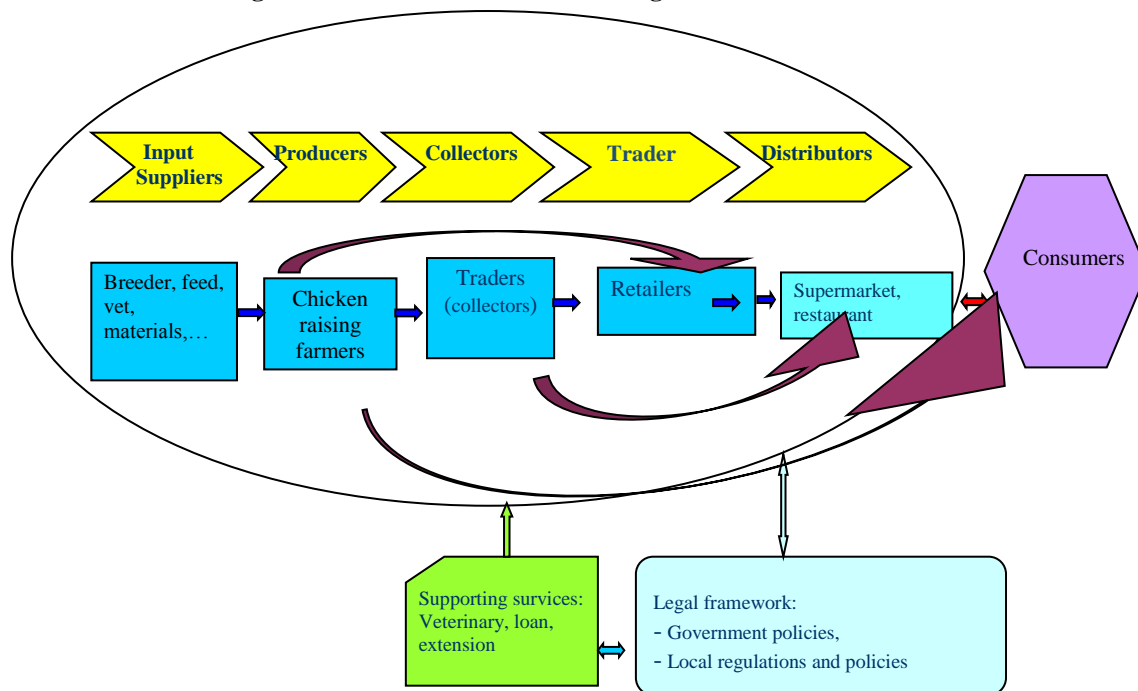 Input
Suppliers
Producers
Collectors
Trader
Distributors
Breeder, feed,
vet,
materials,…
Chicken
raising
farmers
Traders
(collectors)
Retailers
Supermarket,
restaurant
Consumers
Supporting survices:
Veterinary, loan,
extension
Legal framework:
- Government policies,
- Local regulations and policies